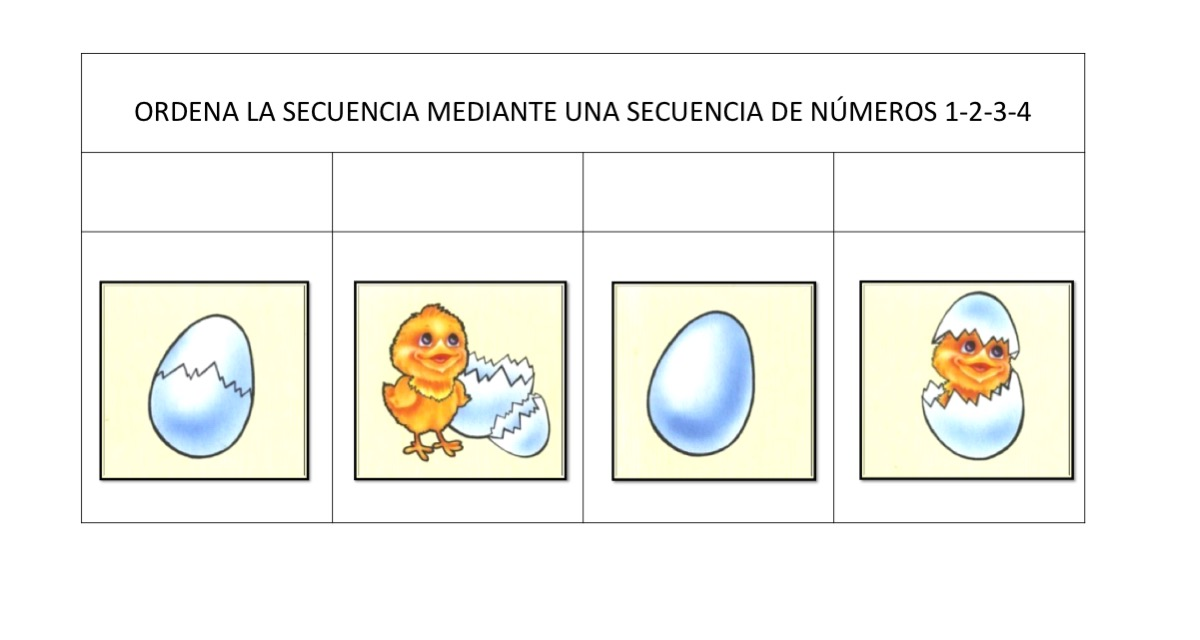 ORDENA LA SECUENCIA MEDIANTE UNA SECUENCIA DE NÚMEROS 1-2-3-4